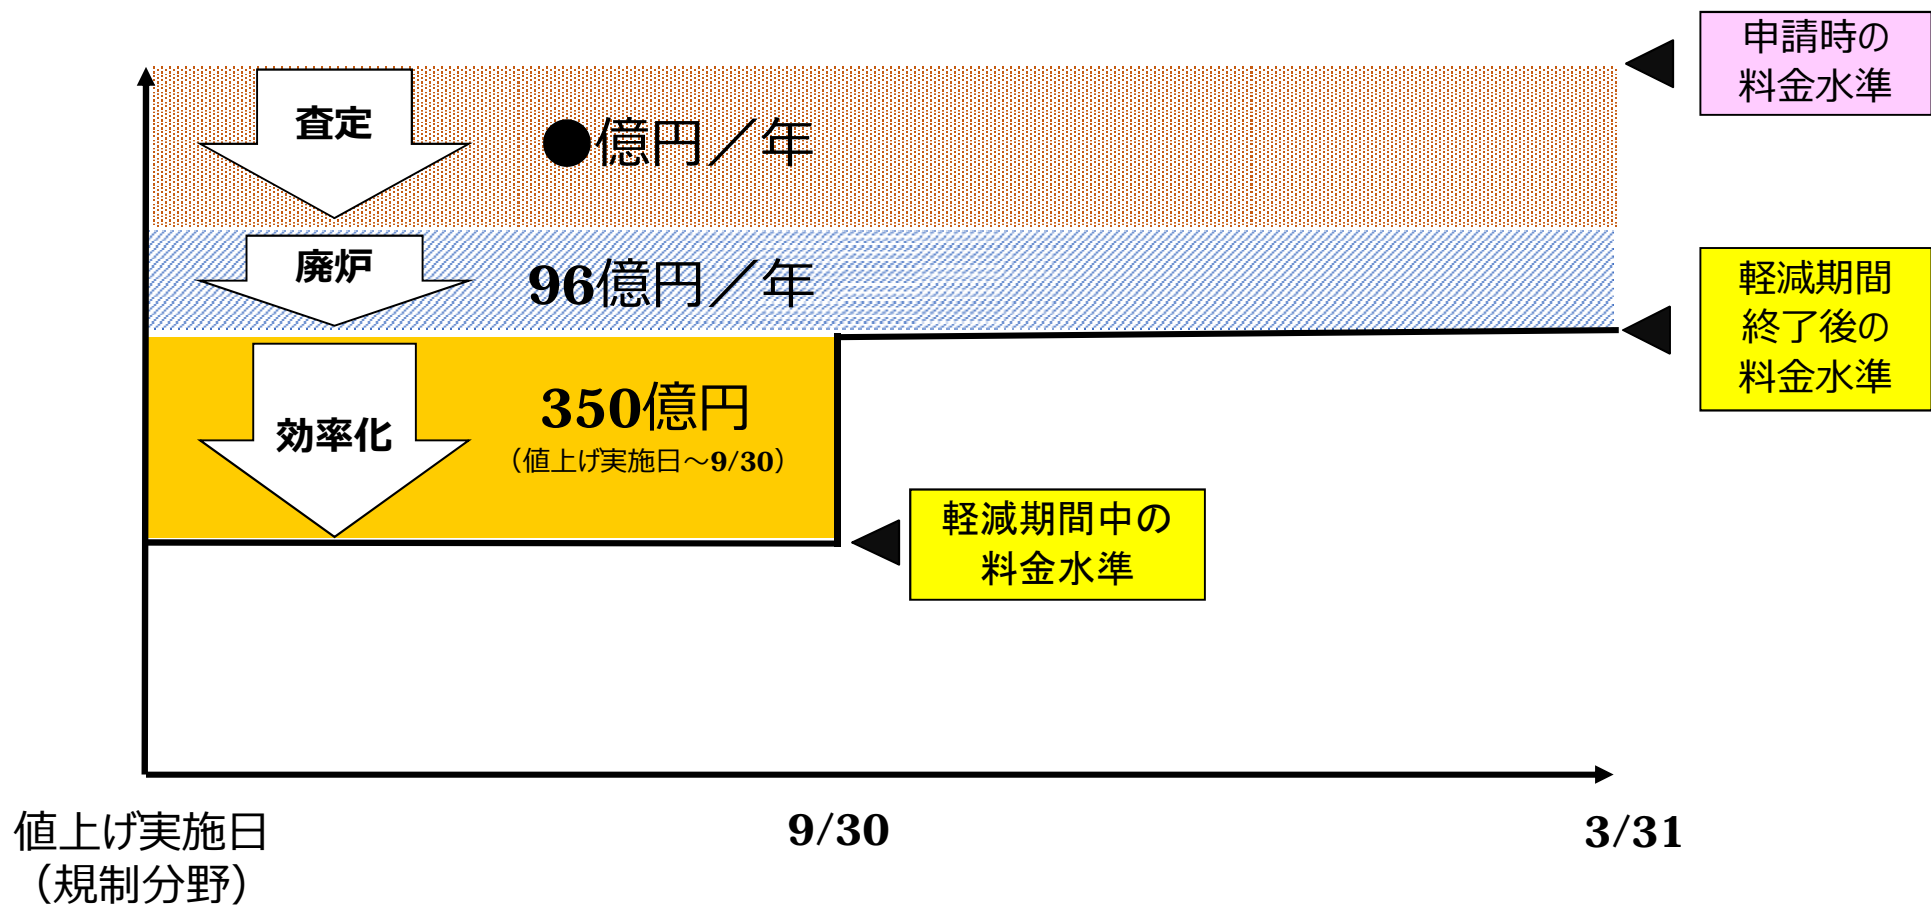 申請時の
料金水準
査定
●億円／年
廃炉
96億円／年
軽減期間
終了後の
料金水準
350億円
（値上げ実施日～9/30）
効率化
軽減期間中の
料金水準
値上げ実施日
（規制分野）
9/30
3/31